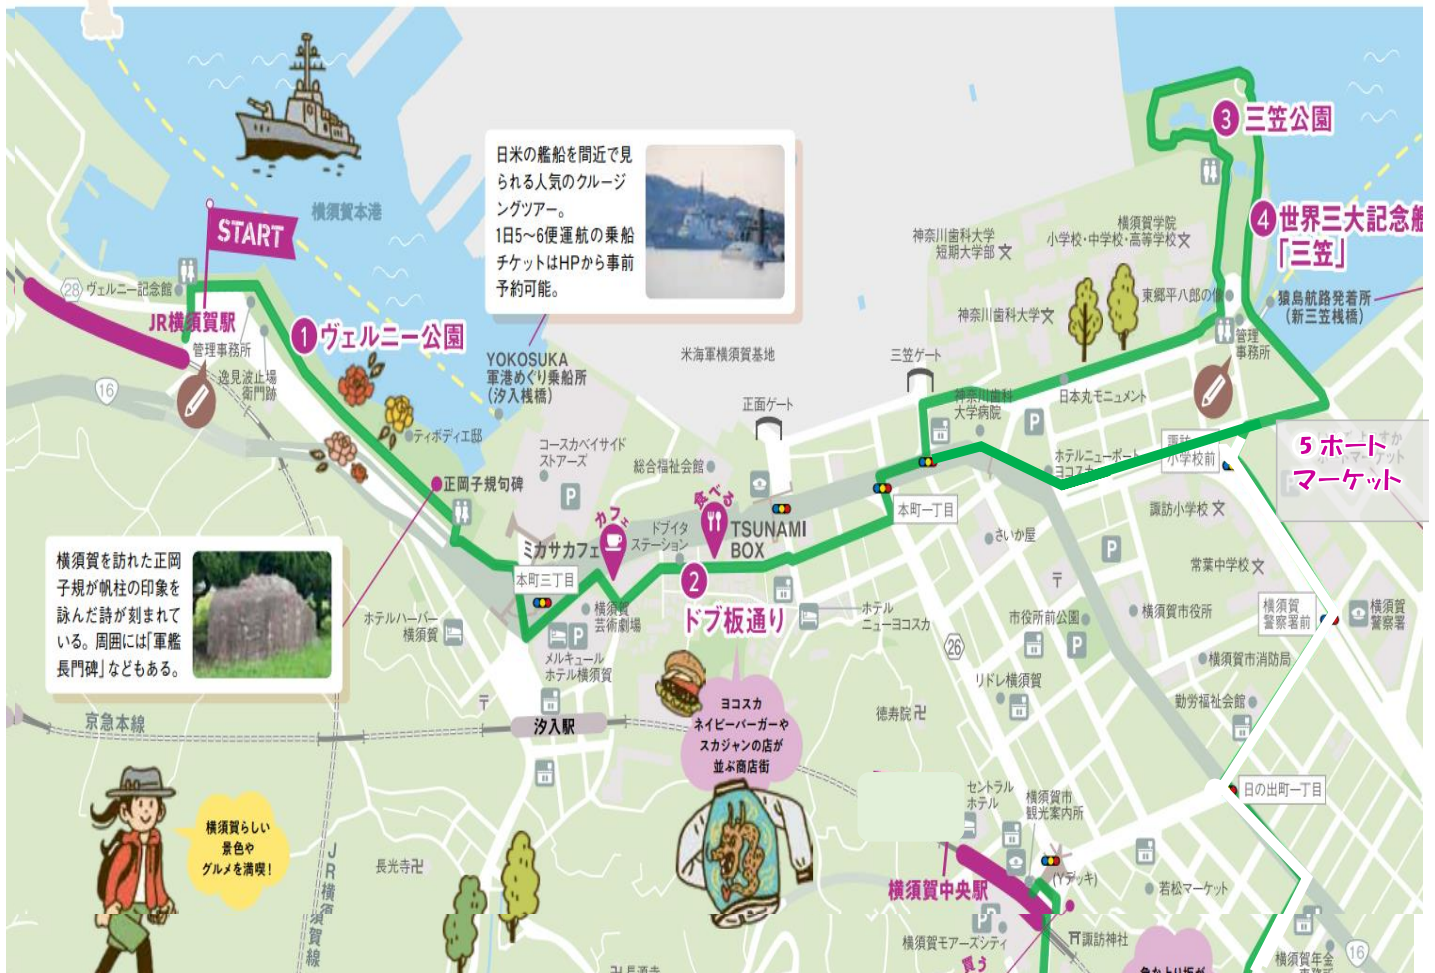 日米の艦船を間近で見
られる人気のクルージ
ングツアー。
1日5〜6便運航の乗船
チケットはHPから事前
予約可能。
横須賀本港
START
28
ヴェルニー記念館
JR横須賀駅
管理事務所
逸見波止場
衛門跡
16
1 ヴェルニー公園
YOKOSUKA
軍港めぐり乗船所
(汐入桟橋)
ティボディエ邸
正岡子規句碑
米海軍横須賀基地
正面ゲート
三笠ゲート
3 三笠公園
4 世界三大記念艦
「三笠」
横須賀学院
小学校・中学校・高等学校 文
神奈川歯科大学
短期大学部 文
神奈川歯科大学 文
東郷平八郎の像
猿島航路発着所
(新三笠桟橋)
管理
事務所
日本丸モニュメント
神奈川歯科
大学病院
P
ホテルニューポート
ヨコスカ
諏訪
小学校前
5 ポート
マーケット
諏訪小学校 文
常葉中学校 文
コースカベイサイド
ストアーズ
P
総合福祉会館
カフェ
食べる
ドブイタ
ステーション
TSUNAMI
BOX
本町一丁目
さいか屋
P
〒
ミカサカフェ
本町三丁目
2
ドブ板通り
横須賀
芸術劇場
P
メルキュール
ホテル横須賀
ホテルハーバー
横須賀
ホテル
ニューヨコスカ
26
市役所前公園
P
横須賀市役所
横須賀
警察署前
横須賀
警察署
横須賀市消防局
勤労福祉会館
リドレ横須賀
徳寿院卍
横須賀を訪れた正岡
子規が帆柱の印象を
詠んだ詩が刻まれて
いる。周囲には「軍艦
長門碑」などもある。
京急本線
〒
汐入駅
ヨコスカ
ネイビーバーガーや
スカジャンの店が
並ぶ商店街
横須賀らしい
景色や
グルメを満喫!
JR横須賀線
長光寺卍
セントラル
ホテル
横須賀市
観光案内所
日の出町一丁目
横須賀中央駅
(Yデッキ)
若松マーケット
P
横須賀モアーズシティ
諏訪神社
買う
16
横須賀年金